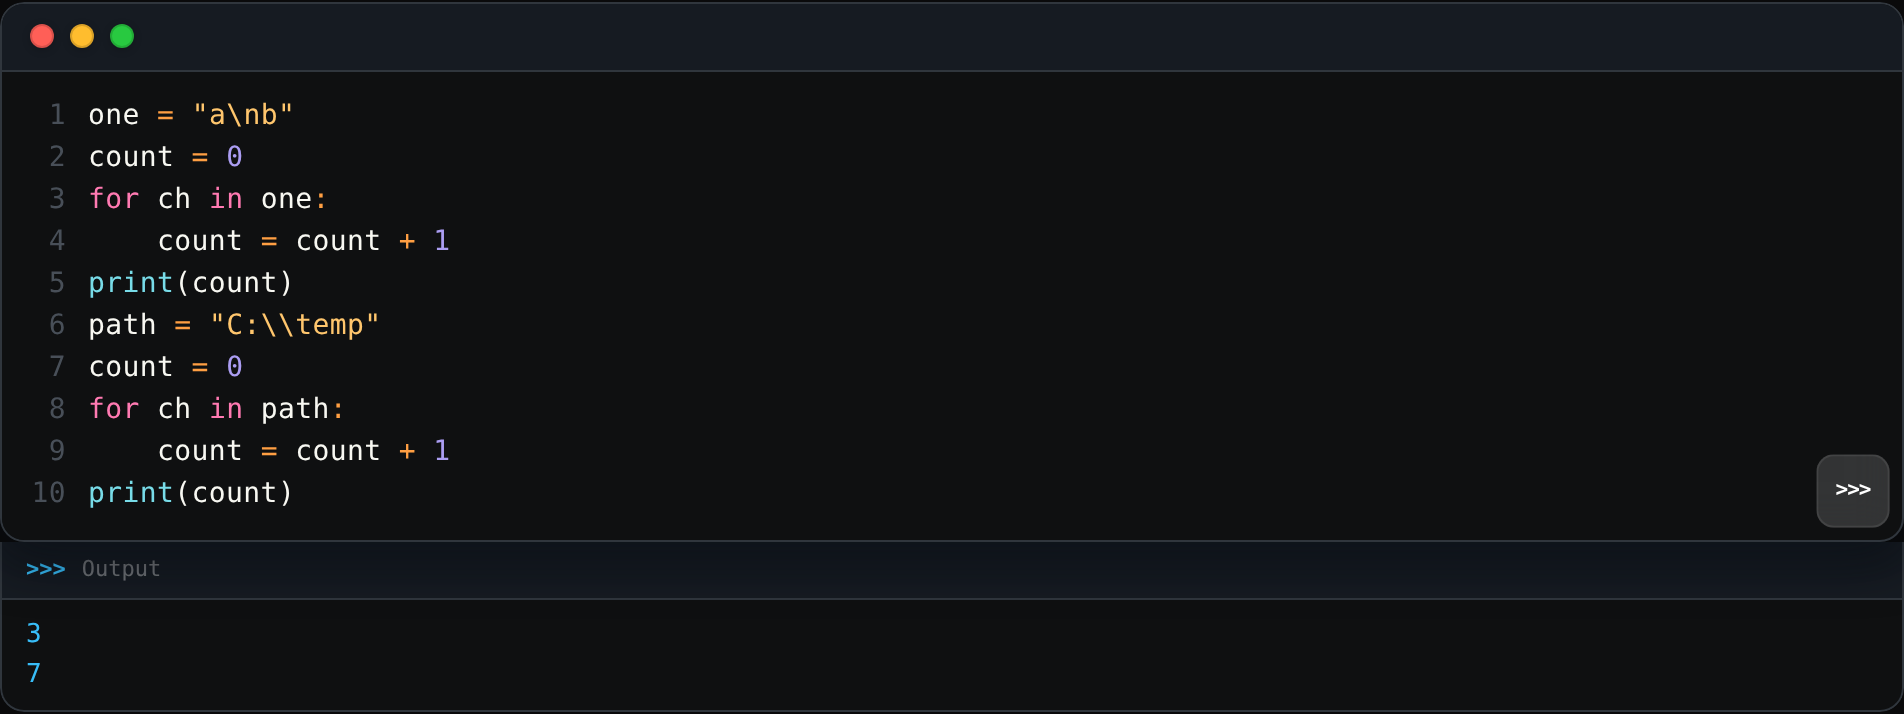 1 one = "a\nb"
2 count = 0
3 for ch in one:
4     count = count + 1
5 print(count)
6 path = "C:\\temp"
7 count = 0
8 for ch in path:
9     count = count + 1
10 print(count)
>>>
>>> Output
3
7